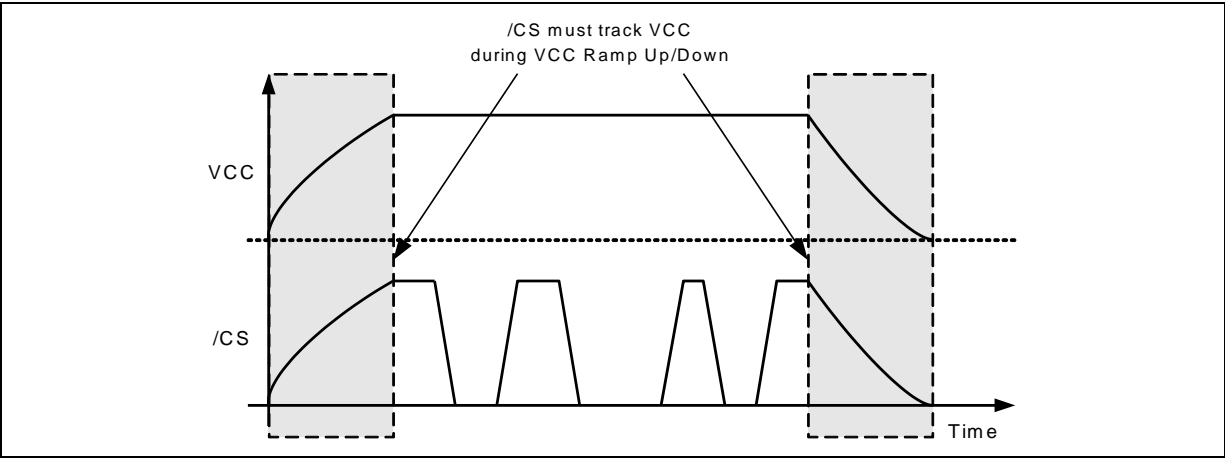 /CS must track VCC
during VCC Ramp Up/Down
VCC
/CS
Time